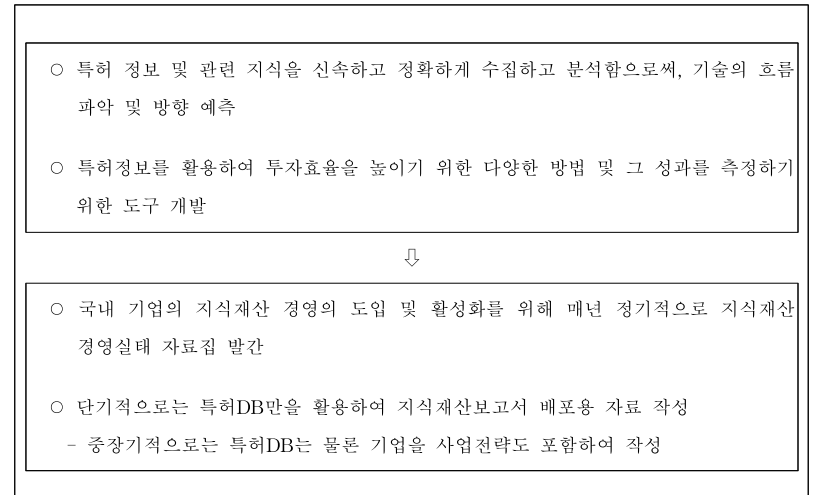 ○ 특허 정보 및 관련 지식을 신속하고 정확하게 수집하고 분석함으로써, 기술의 흐름
파악 및 방향 예측
○ 특허정보를 활용하여 투자효율을 높이기 위한 다양한 방법 및 그 성과를 측정하기
위한 도구 개발
⇩
○ 국내 기업의 지식재산 경영의 도입 및 활성화를 위해 매년 정기적으로 지식재산
경영실태 자료집 발간
○ 단기적으로는 특허DB만을 활용하여 지식재산보고서 배포용 자료 작성
- 중장기적으로는 특허DB는 물론 기업을 사업전략도 포함하여 작성